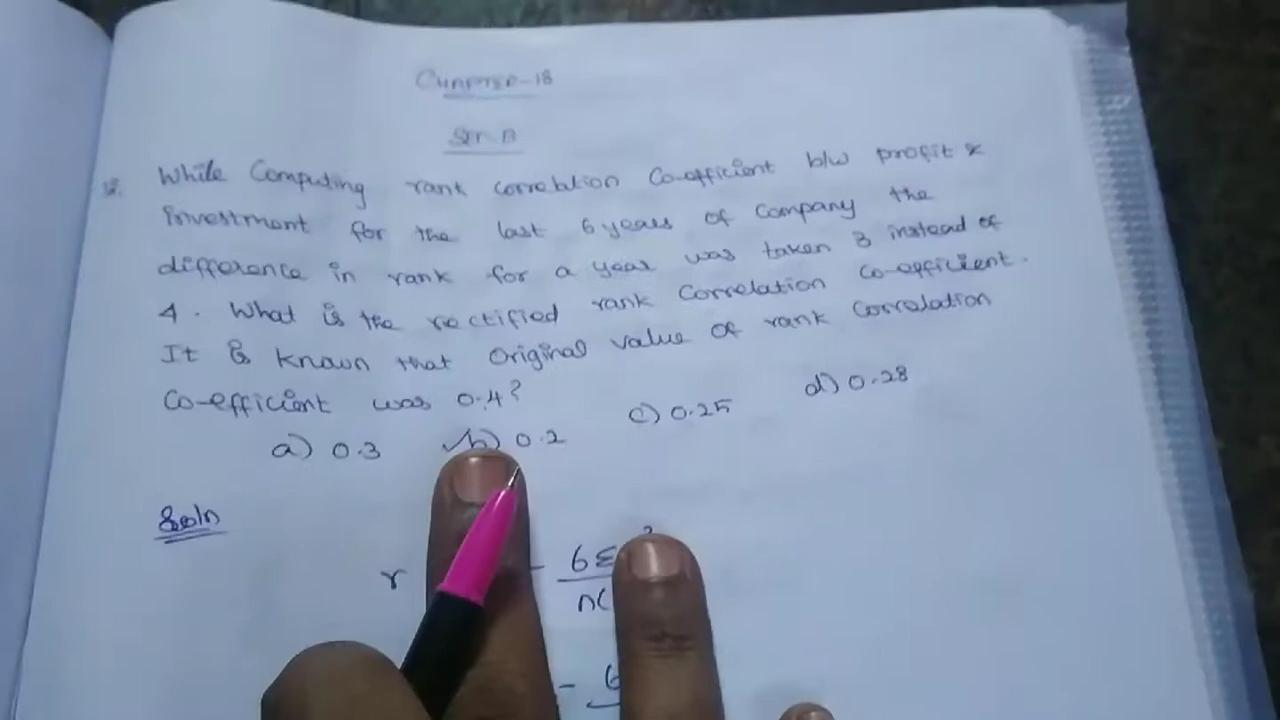 CHAPTER-18
Set B
While Computing rank correlation Co-efficient b/w profit &
investment for the last 6 years of Company the
difference in rank for a year was taken 3 instead of
4. What is the rectified rank Correlation Co-efficient.
It is known that Original value of rank Correlation
Co-efficient was 0.4?
a) 0.3 b) 0.2 c) 0.25 d) 0.28
Soln
r - 6Σ 2
n(
- 6